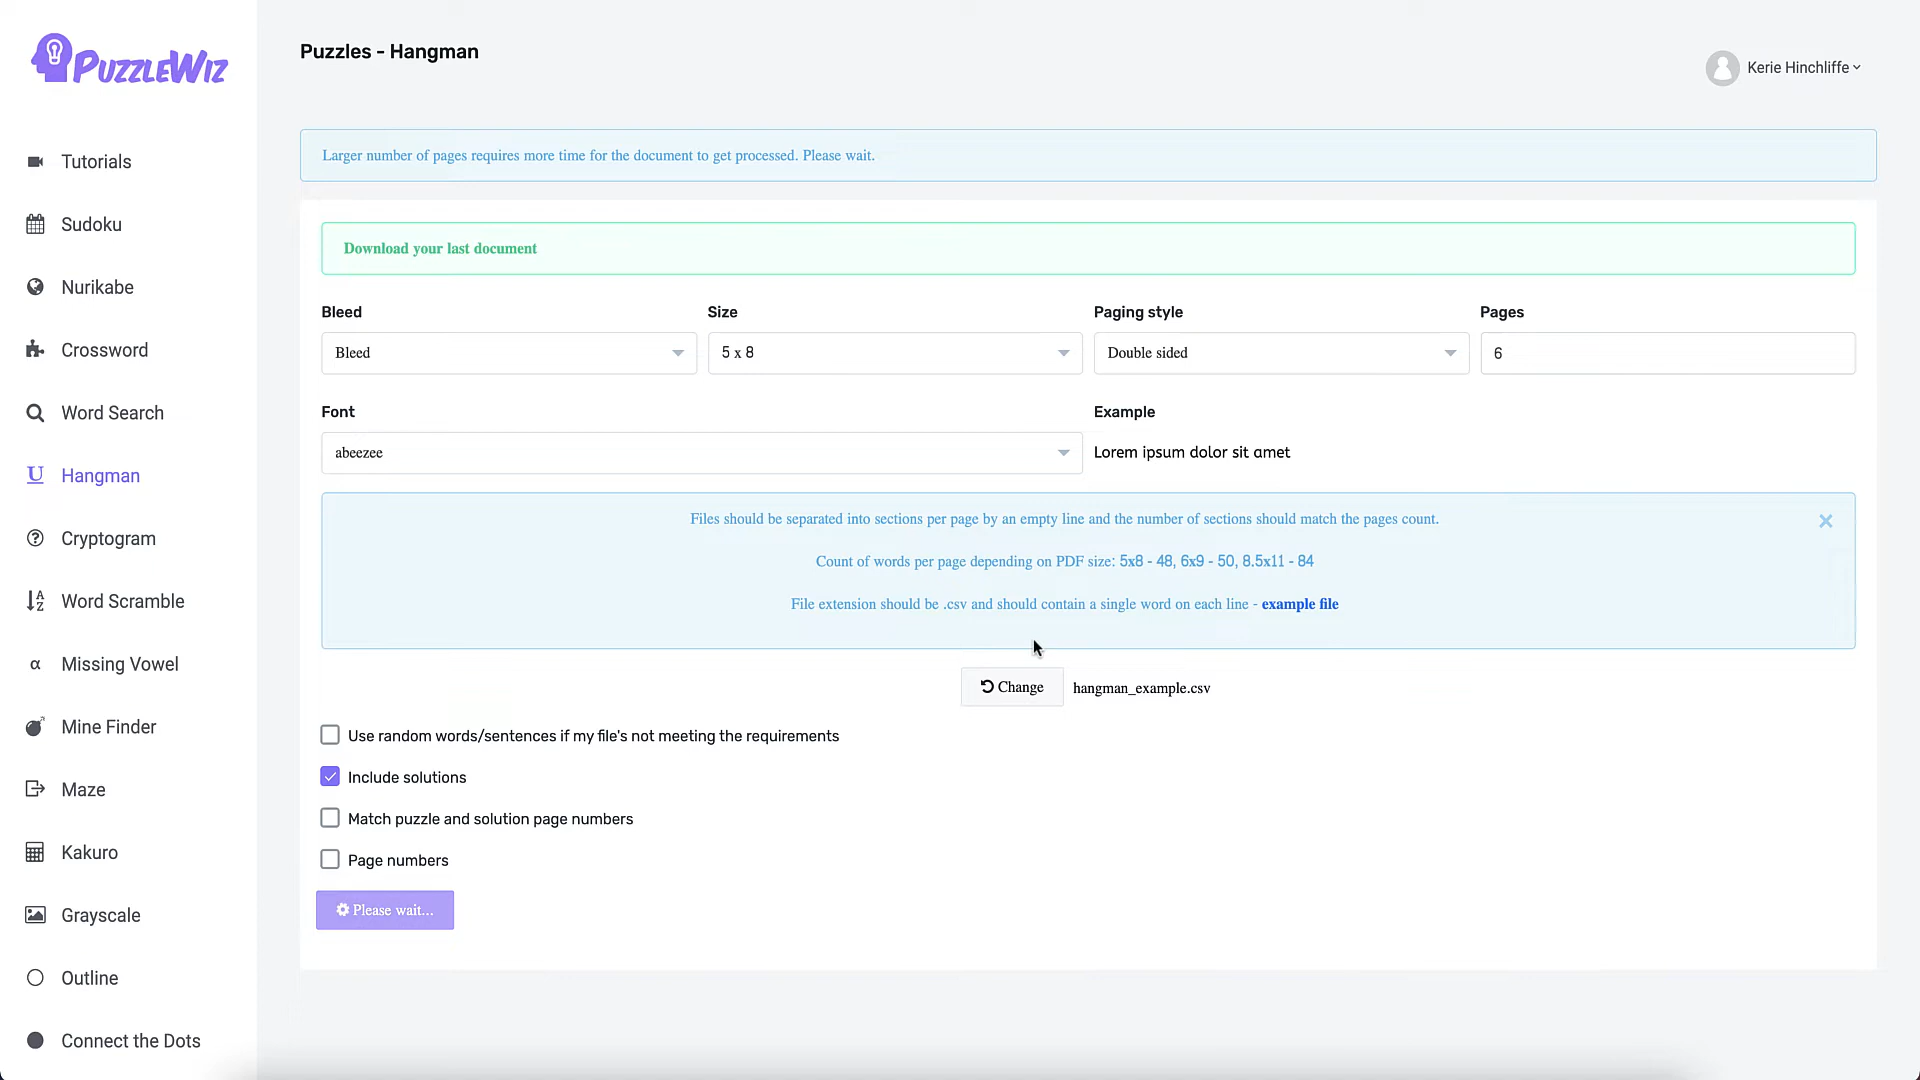 PUZZLEWIZ
Puzzles - Hangman
Kerie Hinchliffe
Tutorials
Sudoku
Nurikabe
Crossword
Word Search
U Hangman
Cryptogram
A Z Word Scramble
α Missing Vowel
Mine Finder
Maze
Kakuro
Grayscale
Outline
Connect the Dots
Larger number of pages requires more time for the document to get processed. Please wait.
Download your last document
Bleed Size Paging style Pages
Bleed 5 x 8 Double sided 6
Font Example
abeezee Lorem ipsum dolor sit amet
Files should be separated into sections per page by an empty line and the number of sections should match the pages count.
Count of words per page depending on PDF size: 5x8 - 48, 6x9 - 50, 8.5x11 - 84
File extension should be .csv and should contain a single word on each line - example file
Change hangman_example.csv
Use random words/sentences if my file's not meeting the requirements
Include solutions
Match puzzle and solution page numbers
Page numbers
Please wait...